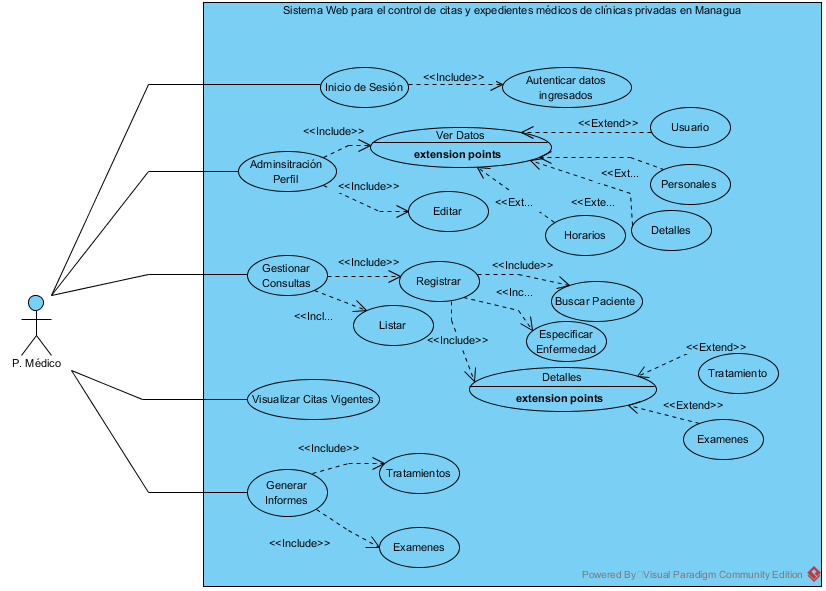 Sistema Web para el control de citas y expedientes médicos de clínicas privadas en Managua
Inicio de Sesión
<<Include>>
Autenticar datos
ingresados
Adminsitración
Perfil
<<Include>>
Ver Datos
extension points
<<Extend>>
Usuario
<<Ext...
Personales
<<Exte...
Detalles
<<Ext...
Horarios
<<Include>>
Editar
Gestionar
Consultas
<<Include>>
Registrar
<<Include>>
Buscar Paciente
<<Inc...
Especificar
Enfermedad
<<Incl...
Listar
<<Include>>
Detalles
extension points
<<Extend>>
Tratamiento
<<Extend>>
Examenes
P. Médico
Visualizar Citas Vigentes
Generar
Informes
<<Include>>
Tratamientos
<<Include>>
Examenes
Powered By Visual Paradigm Community Edition